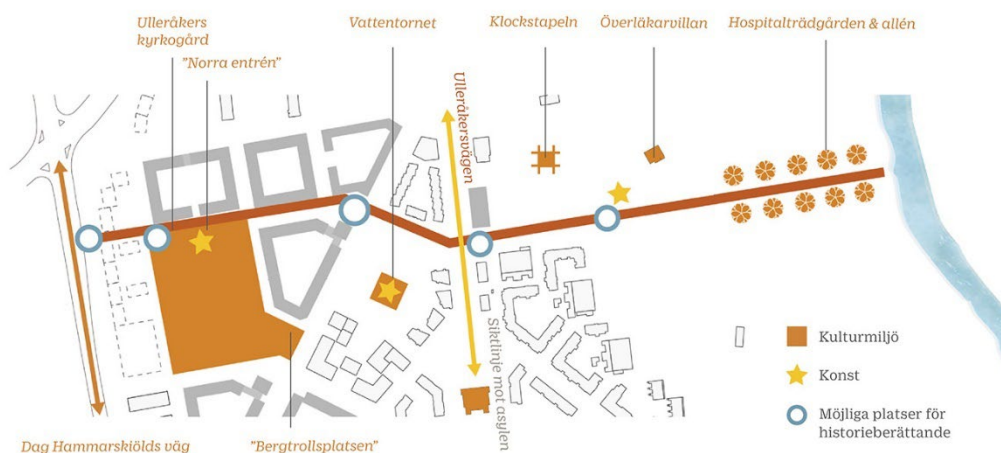 Ulleråkers
kyrkogård
"Norra entrén"
Vattentornet
Klockstapeln
Överläkarvillan
Hospitalträdgården & allén
Ulleråkersvägen
Siktlinje mot asylen
Kulturmiljö
Konst
Möjliga platser för
historieberättande
Dag Hammarskiölds väg
"Bergtrollsplatsen"